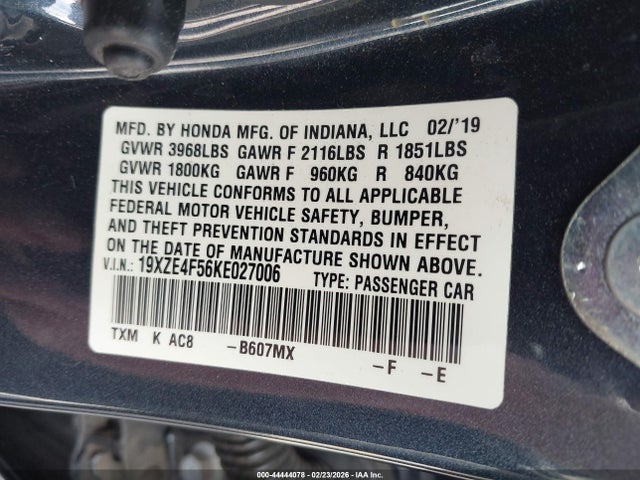 MFD. BY HONDA MFG. OF INDIANA, LLC 02/'19
GVWR 3968LBS GAWR F 2116LBS R 1851LBS
GVWR 1800KG GAWR F 960KG R 840KG
THIS VEHICLE CONFORMS TO ALL APPLICABLE
FEDERAL MOTOR VEHICLE SAFETY, BUMPER,
AND THEFT PREVENTION STANDARDS IN EFFECT
ON THE DATE OF MANUFACTURE SHOWN ABOVE.
V.I.N.: 19XZE4F56KE027006 TYPE: PASSENGER CAR
TXM K AC8 -B607MX -F -E
000-44444078 - 02/23/2026 - IAA Inc.